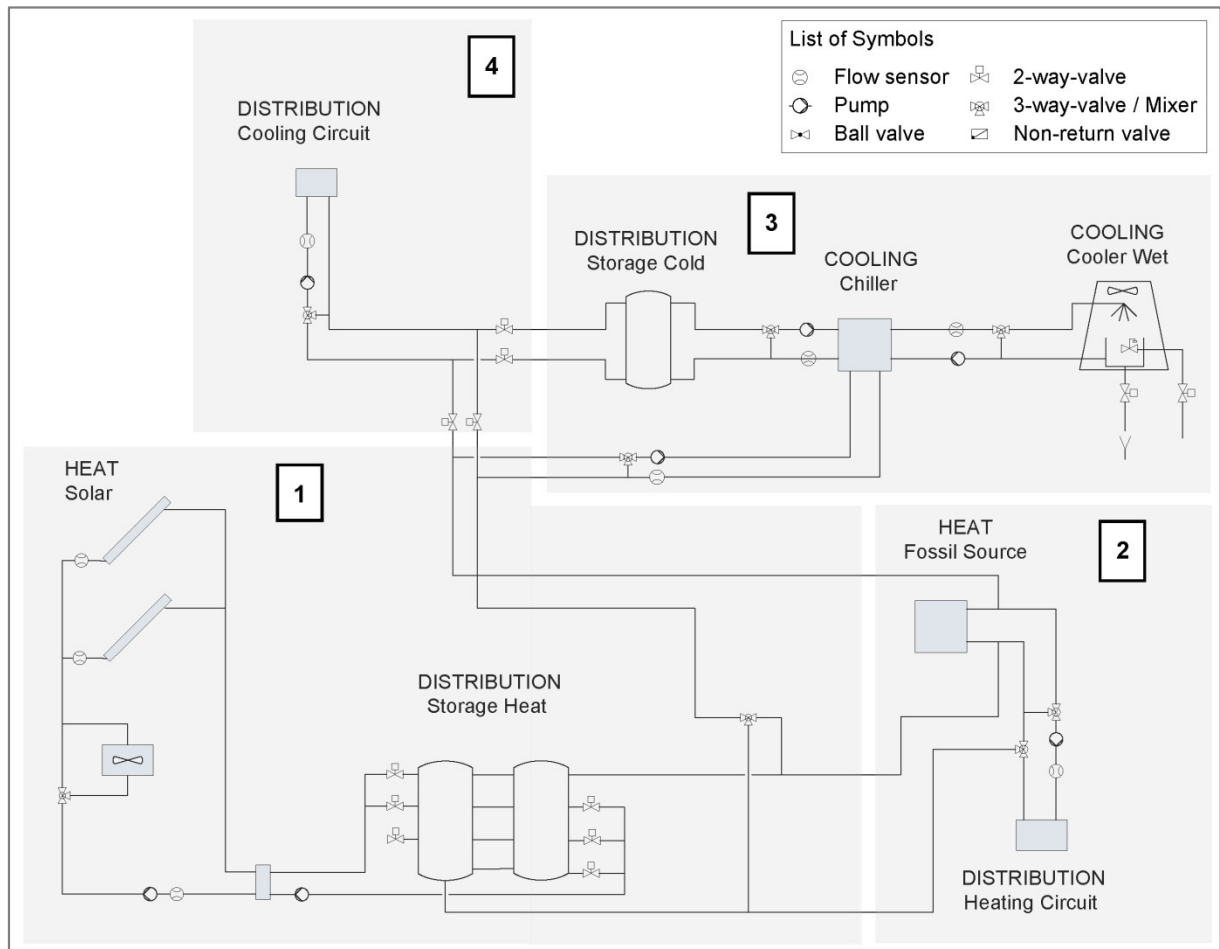 4
List of Symbols
Flow sensor
2-way-valve
Pump
3-way-valve / Mixer
Ball valve
Non-return valve
DISTRIBUTION
Cooling Circuit
3
DISTRIBUTION
Storage Cold
COOLING
Chiller
COOLING
Cooler Wet
HEAT
Solar
1
HEAT
Fossil Source
2
DISTRIBUTION
Storage Heat
DISTRIBUTION
Heating Circuit